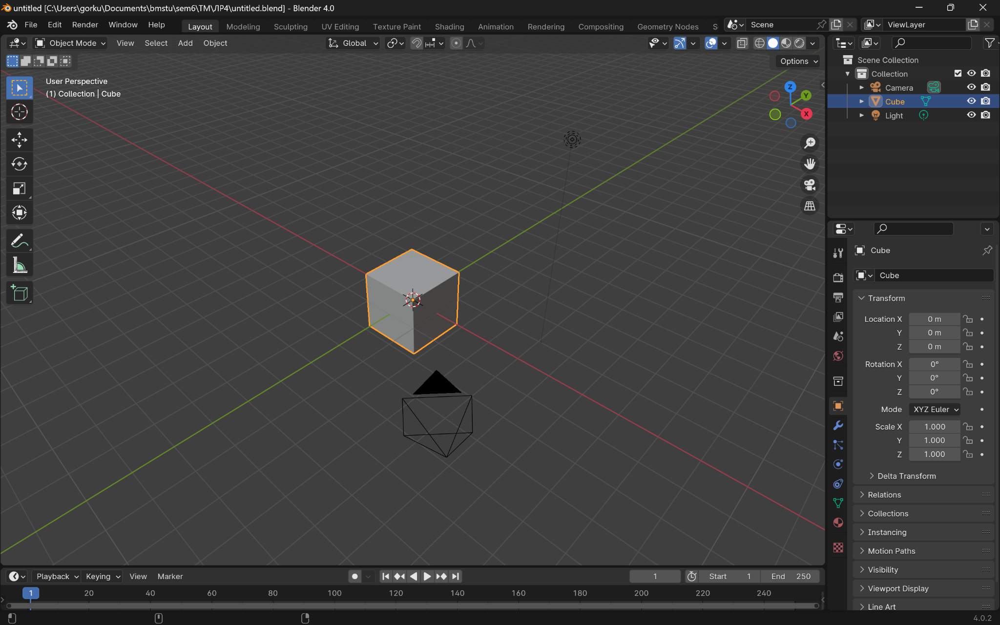 untitled [C:\Users\gorku\Documents\bmstu\sem6\ТМ\ЛР4\untitled.blend] - Blender 4.0
File Edit Render Window Help Layout Modeling Sculpting UV Editing Texture Paint Shading Animation Rendering Compositing Geometry Nodes S Scene ViewLayer
Object Mode View Select Add Object Global
Options
User Perspective
(1) Collection | Cube
Z
Y
X
Scene Collection
Collection
Camera
Cube
Light
Cube
Cube
Transform
Location X 0 m
Y 0 m
Z 0 m
Rotation X 0°
Y 0°
Z 0°
Mode XYZ Euler
Scale X 1.000
Y 1.000
Z 1.000
Delta Transform
Relations
Collections
Instancing
Motion Paths
Visibility
Viewport Display
Line Art
Playback Keying View Marker 1 Start 1 End 250
1 20 40 60 80 100 120 140 160 180 200 220 240
4.0.2